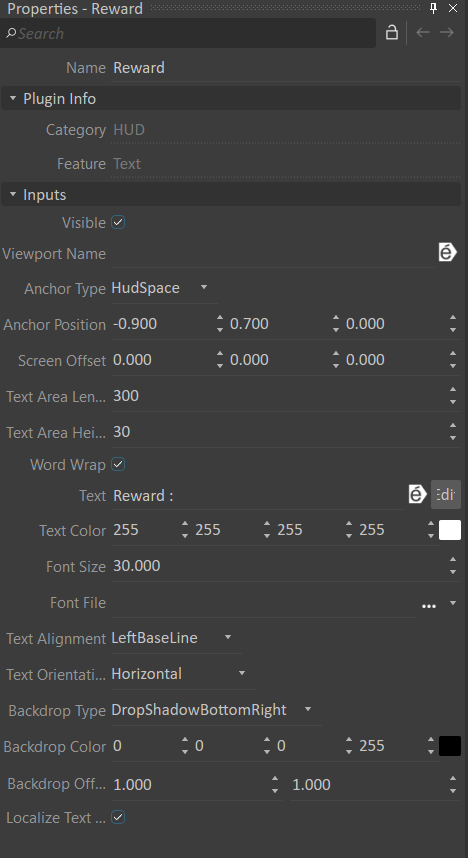 Properties - Reward
Search
Name Reward
Plugin Info
Category HUD
Feature Text
Inputs
Visible
Viewport Name é
Anchor Type HudSpace
Anchor Position -0.900 0.700 0.000
Screen Offset 0.000 0.000 0.000
Text Area Len... 300
Text Area Hei... 30
Word Wrap
Text Reward : é Edit
Text Color 255 255 255 255
Font Size 30.000
Font File ...
Text Alignment LeftBaseLine
Text Orientati... Horizontal
Backdrop Type DropShadowBottomRight
Backdrop Color 0 0 0 255
Backdrop Off... 1.000 1.000
Localize Text ...